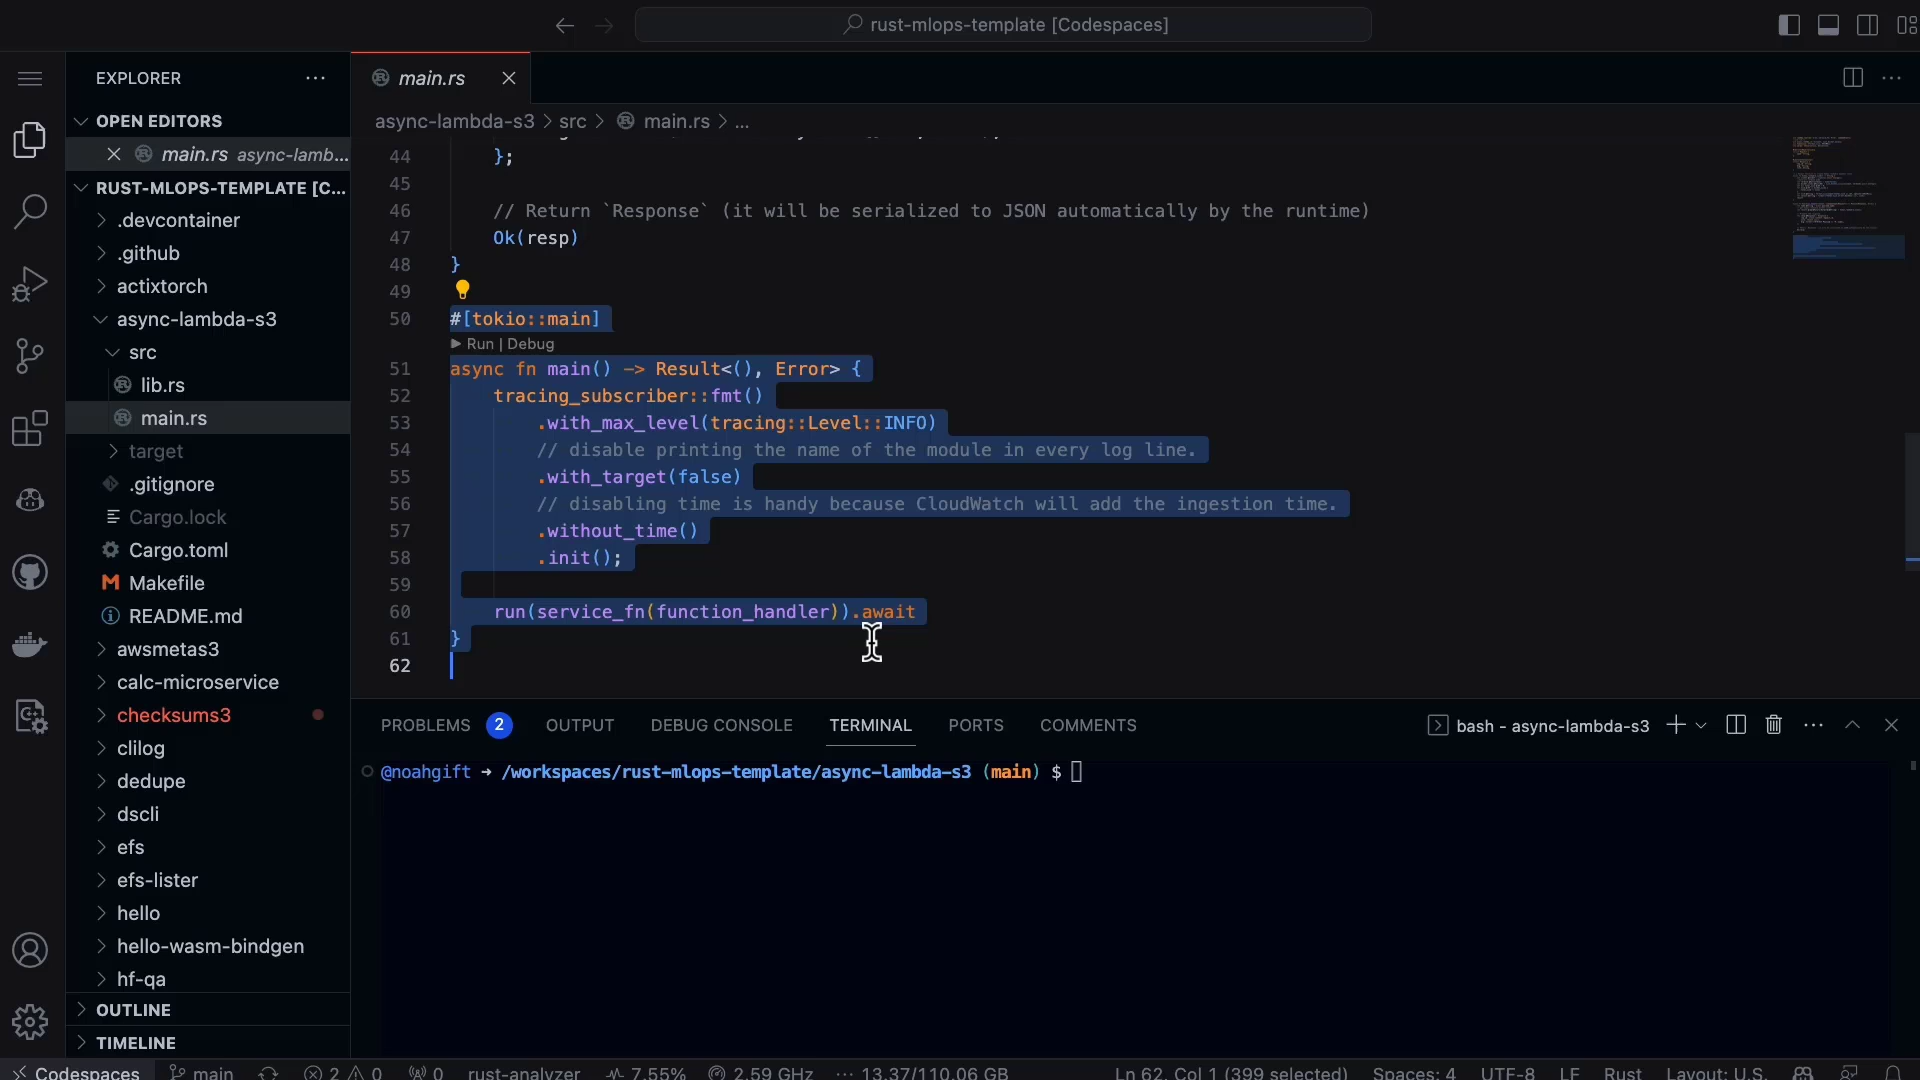 rust-mlops-template [Codespaces]
EXPLORER
main.rs
OPEN EDITORS
main.rs async-lamb...
RUST-MLOPS-TEMPLATE [C...
.devcontainer
.github
actixtorch
async-lambda-s3
src
lib.rs
main.rs
target
.gitignore
Cargo.lock
Cargo.toml
Makefile
README.md
awsmetas3
calc-microservice
checksums3
clilog
dedupe
dscli
efs
efs-lister
hello
hello-wasm-bindgen
hf-qa
OUTLINE
TIMELINE
async-lambda-s3 > src > main.rs > ...
44 };
45
46 // Return `Response` (it will be serialized to JSON automatically by the runtime)
47 Ok(resp)
48 }
49
50 #[tokio::main]
Run | Debug
51 async fn main() -> Result<(), Error> {
52 tracing_subscriber::fmt()
53 .with_max_level(tracing::Level::INFO)
54 // disable printing the name of the module in every log line.
55 .with_target(false)
56 // disabling time is handy because CloudWatch will add the ingestion time.
57 .without_time()
58 .init();
59
60 run(service_fn(function_handler)).await
61 }
62
PROBLEMS 2 OUTPUT DEBUG CONSOLE TERMINAL PORTS COMMENTS
bash - async-lambda-s3
@noahgift → /workspaces/rust-mlops-template/async-lambda-s3 (main) $
Codespaces main 2 0 0 rust-analyzer 7.55% 2.59 GHz 13.37/110.06 GB Ln 62, Col 1 (399 selected) Spaces: 4 UTF-8 LF Rust Layout: U.S.